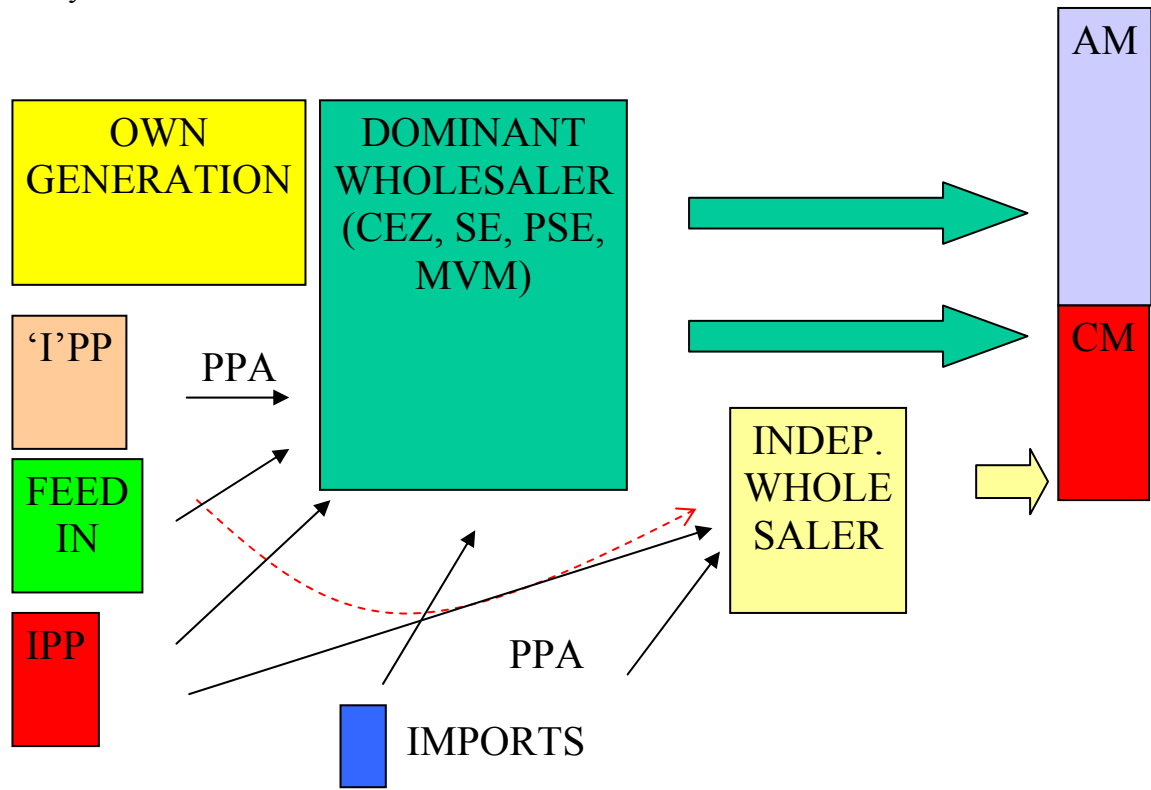 AM
OWN
GENERATION
DOMINANT
WHOLESALER
(CEZ, SE, PSE,
MVM)
‘I’PP
PPA
CM
FEED
IN
INDEP.
WHOLE
SALER
IPP
PPA
IMPORTS